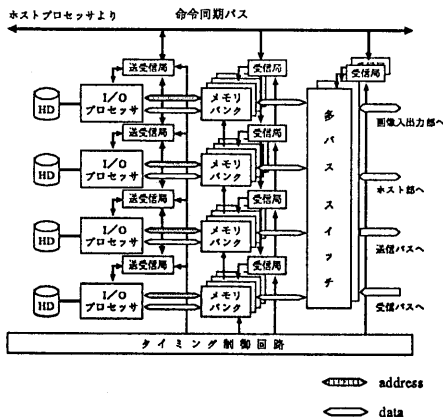 ホストプロセッサより
命令同期バス
送受信局
受信局
受信局
I/O
プロセッサ
HD
メモリ
バンク
多バススイッチ
画像入出力部へ
送受信局
受信局
I/O
プロセッサ
HD
メモリ
バンク
ホスト部へ
送受信局
受信局
I/O
プロセッサ
HD
メモリ
バンク
送信バスへ
送受信局
受信局
I/O
プロセッサ
HD
メモリ
バンク
受信バスへ
タイミング制御回路
address
data